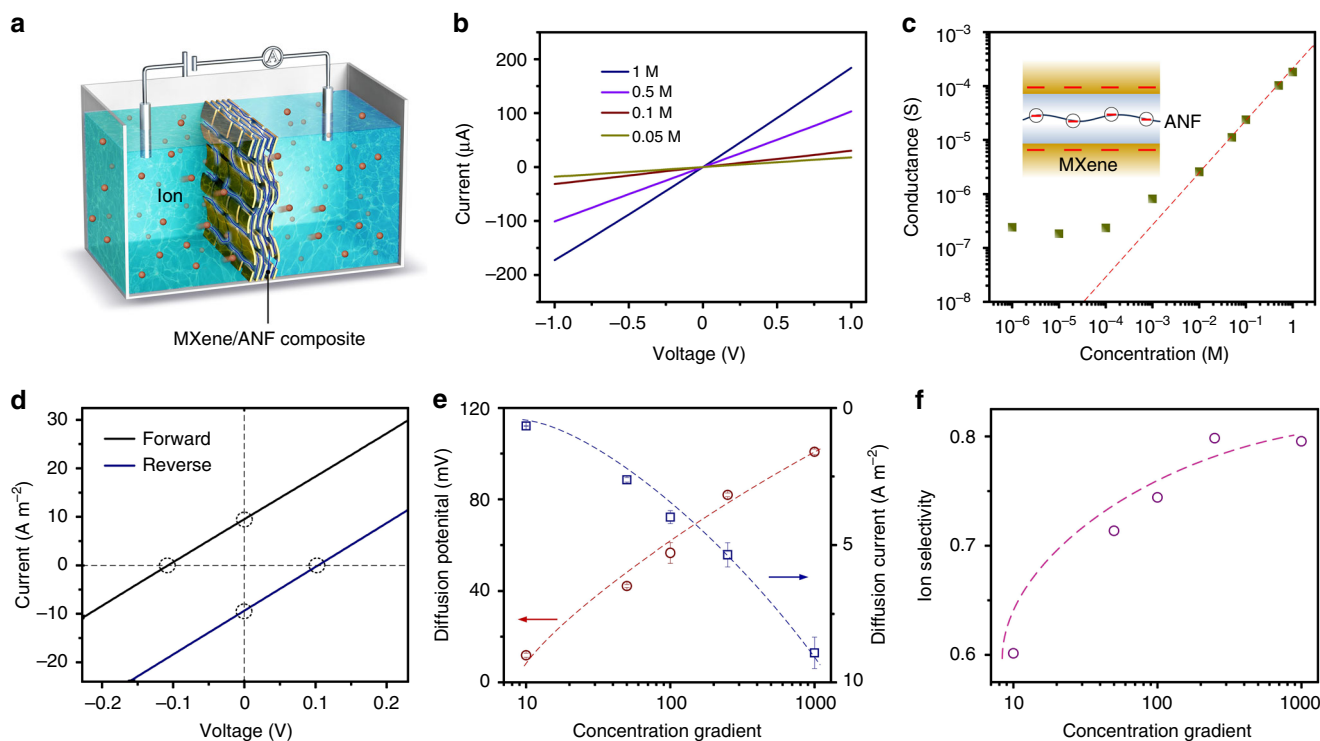 a
A
Ion
MXene/ANF composite
b
200
100
0
−100
−200
Current (μA)
1 M
0.5 M
0.1 M
0.05 M
−1.0 −0.5 0 0.5 1.0
Voltage (V)
c
10−3
10−4
10−5
10−6
10−7
10−8
Conductance (S)
ANF
MXene
10−6 10−5 10−4 10−3 10−2 10−1 1
Concentration (M)
d
30
20
10
0
−10
−20
Current (A m−2)
Forward
Reverse
−0.2 −0.1 0 0.1 0.2
Voltage (V)
e
120
80
40
0
Diffusion potenital (mV)
0
5
10
Diffusion current (A m−2)
10 100 1000
Concentration gradient
f
0.8
0.7
0.6
Ion selectivity
10 100 1000
Concentration gradient